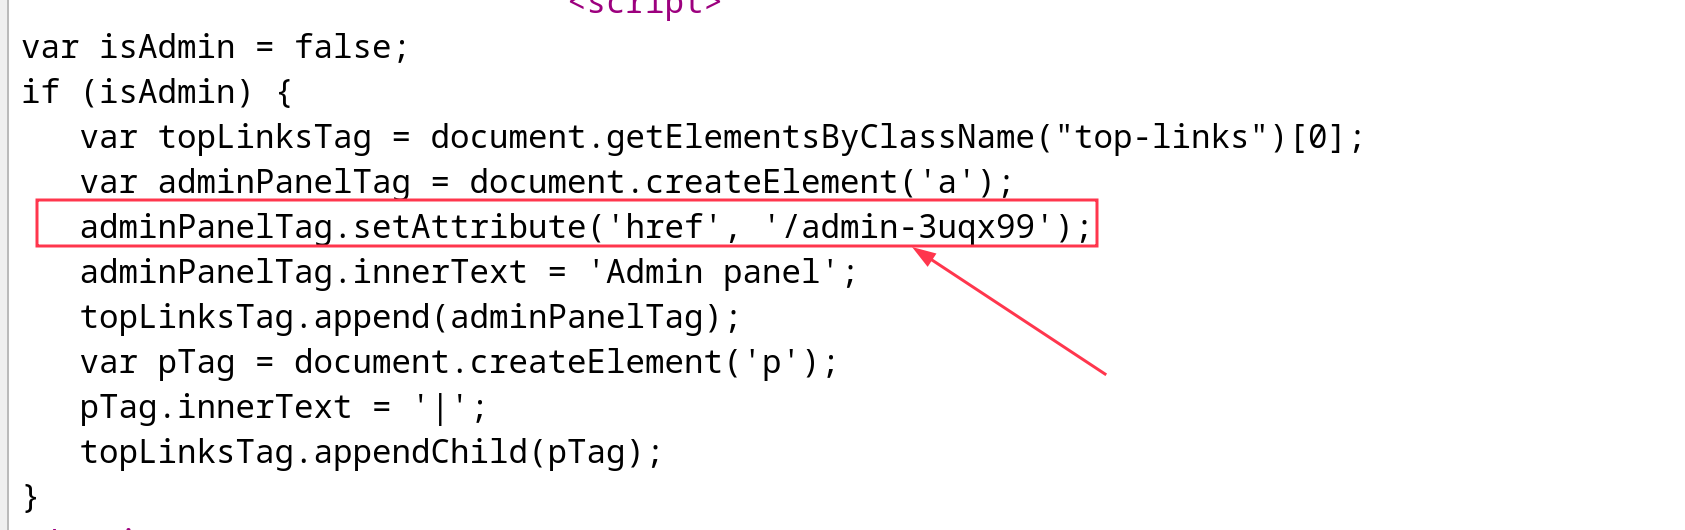 <script>
var isAdmin = false;
if (isAdmin) {
   var topLinksTag = document.getElementsByClassName("top-links")[0];
   var adminPanelTag = document.createElement('a');
   adminPanelTag.setAttribute('href', '/admin-3uqx99');
   adminPanelTag.innerText = 'Admin panel';
   topLinksTag.append(adminPanelTag);
   var pTag = document.createElement('p');
   pTag.innerText = '|';
   topLinksTag.appendChild(pTag);
}